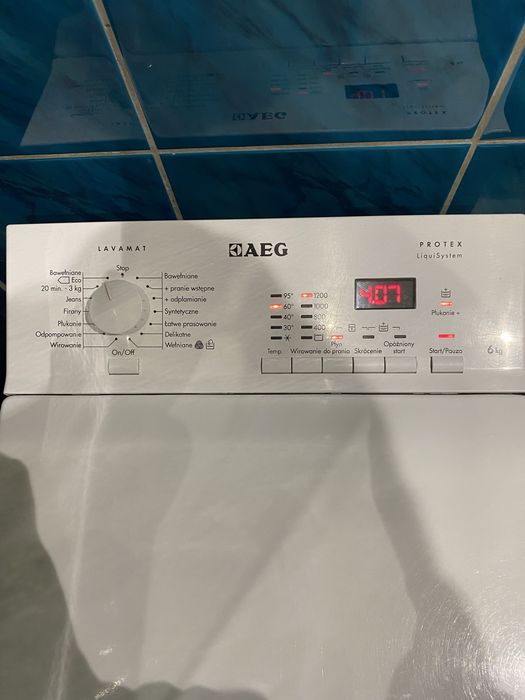 LAVAMAT
AEG
PROTEX
LiquiSystem
Bawełniane
Eco
20 min. - 3 kg
Jeans
Firany
Płukanie
Odpompowanie
Wirowanie
Stop
Bawełniane
+ pranie wstępne
+ odplamianie
Syntetyczne
Łatwe prasowanie
Delikatne
Wełniane
On/Off
95°
60°
40°
30°
1200
1000
800
400
4.07
Płukanie +
Płyn
Opóźniony
start
Temp.
Wirowanie do prania
Skrócenie
Start/Pauza
6 kg